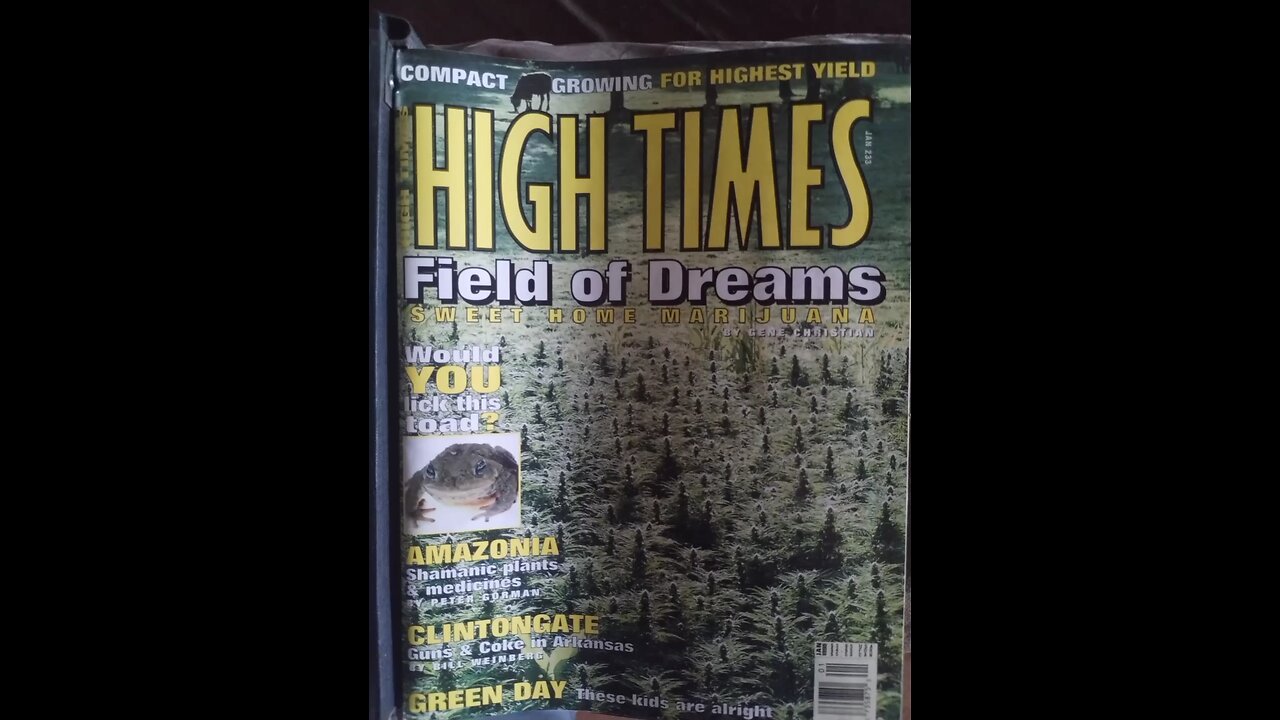 COMPACT GROWING FOR HIGHEST YIELD
HIGH TIMES
JAN 233
Field of Dreams
SWEET HOME MARIJUANA
BY GENE CHRISTIAN
Would
YOU
lick this
toad?
AMAZONIA
Shamanic plants
& medicines
BY PETER GORMAN
CLINTONGATE
Guns & Coke in Arkansas
BY BILL WEINBERG
GREEN DAY These kids are alright
01